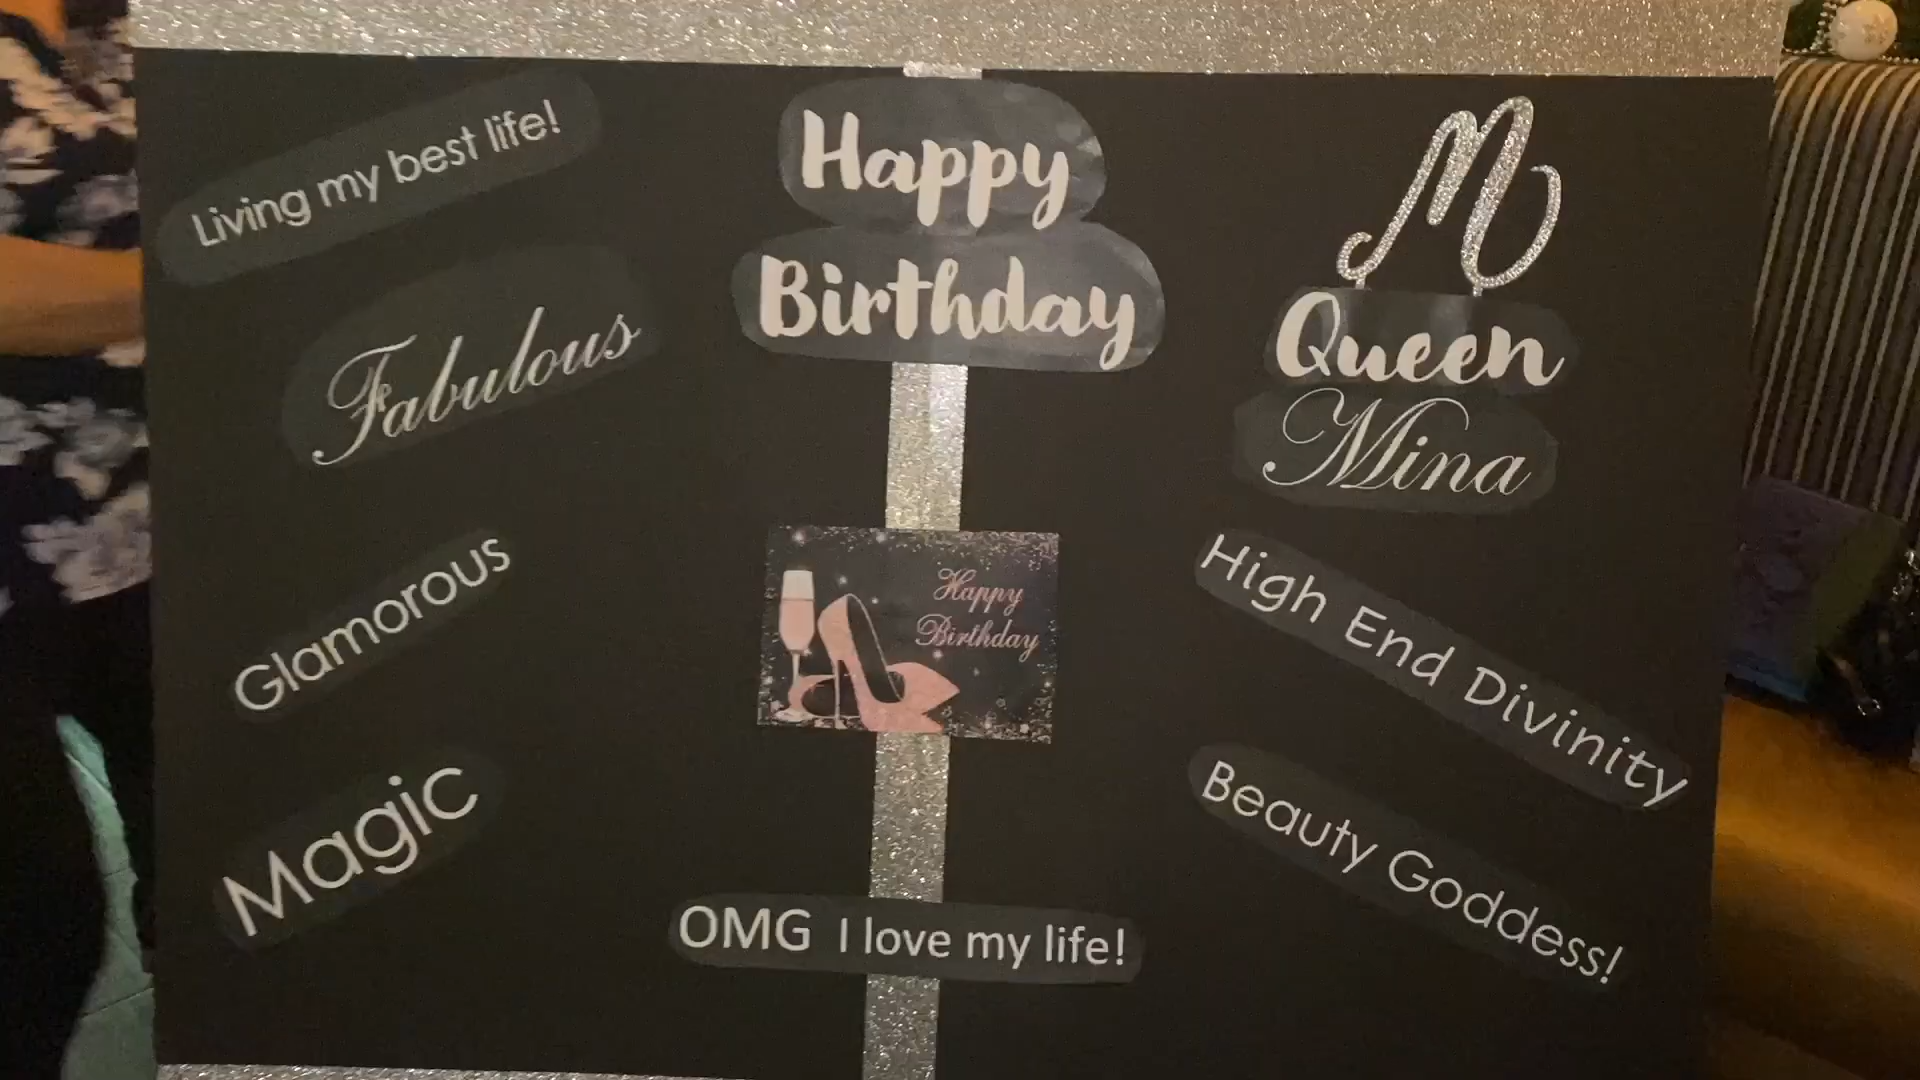 Living my best life!
Fabulous
Glamorous
Magic
Happy
Birthday
Happy
Birthday
OMG I love my life!
M
Queen
Mina
High End Divinity
Beauty Goddess!